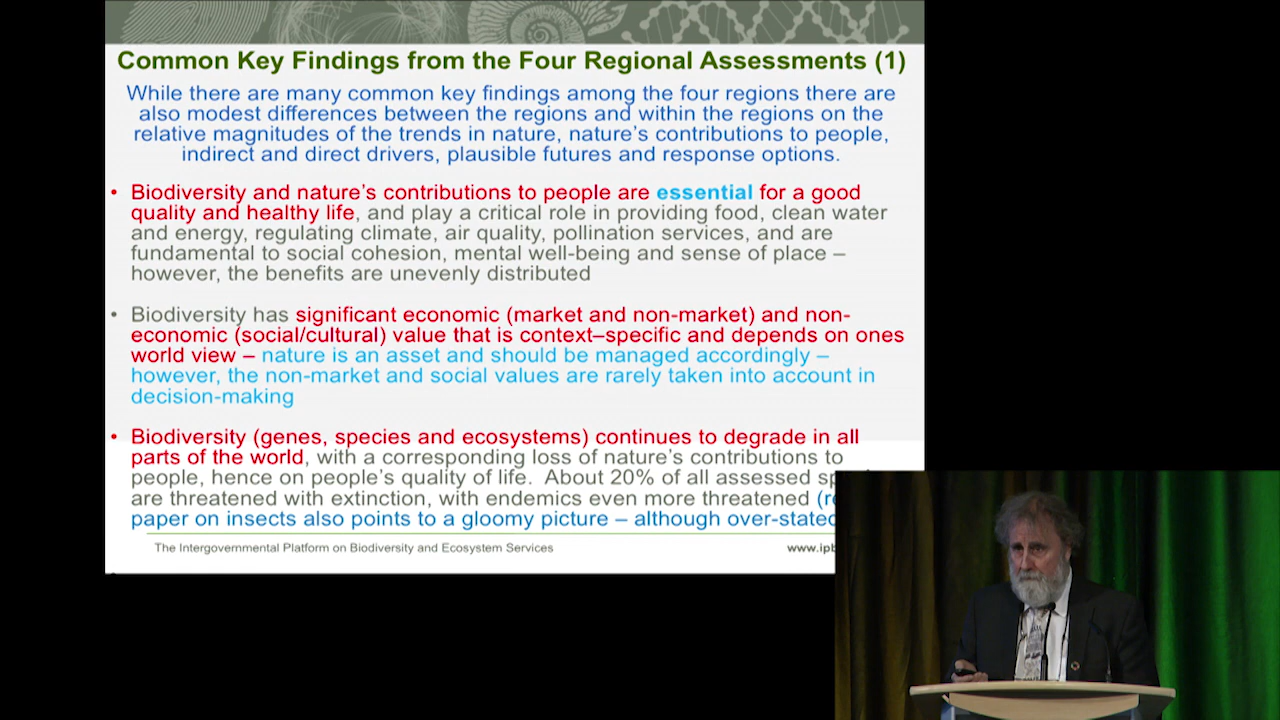 Common Key Findings from the Four Regional Assessments (1)
While there are many common key findings among the four regions there are
also modest differences between the regions and within the regions on the
relative magnitudes of the trends in nature, nature's contributions to people,
indirect and direct drivers, plausible futures and response options.
• Biodiversity and nature's contributions to people are essential for a good
quality and healthy life, and play a critical role in providing food, clean water
and energy, regulating climate, air quality, pollination services, and are
fundamental to social cohesion, mental well-being and sense of place –
however, the benefits are unevenly distributed
• Biodiversity has significant economic (market and non-market) and non-
economic (social/cultural) value that is context–specific and depends on ones
world view – nature is an asset and should be managed accordingly –
however, the non-market and social values are rarely taken into account in
decision-making
• Biodiversity (genes, species and ecosystems) continues to degrade in all
parts of the world, with a corresponding loss of nature's contributions to
people, hence on people's quality of life. About 20% of all assessed
are threatened with extinction, with endemics even more threatened
paper on insects also points to a gloomy picture – although over-stated
The Intergovernmental Platform on Biodiversity and Ecosystem Services